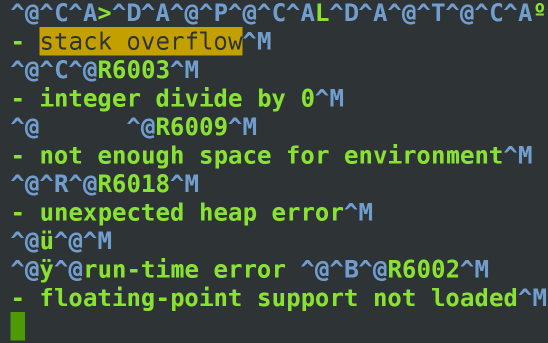 ^@^C^A>^D^A^@^P^@^C^AL^D^A^@^T^@^C^Aº
- stack overflow^M
^@^C^@R6003^M
- integer divide by 0^M
^@	^@R6009^M
- not enough space for environment^M
^@^R^@R6018^M
- unexpected heap error^M
^@ü^@^M
^@ÿ^@run-time error ^@^B^@R6002^M
- floating-point support not loaded^M